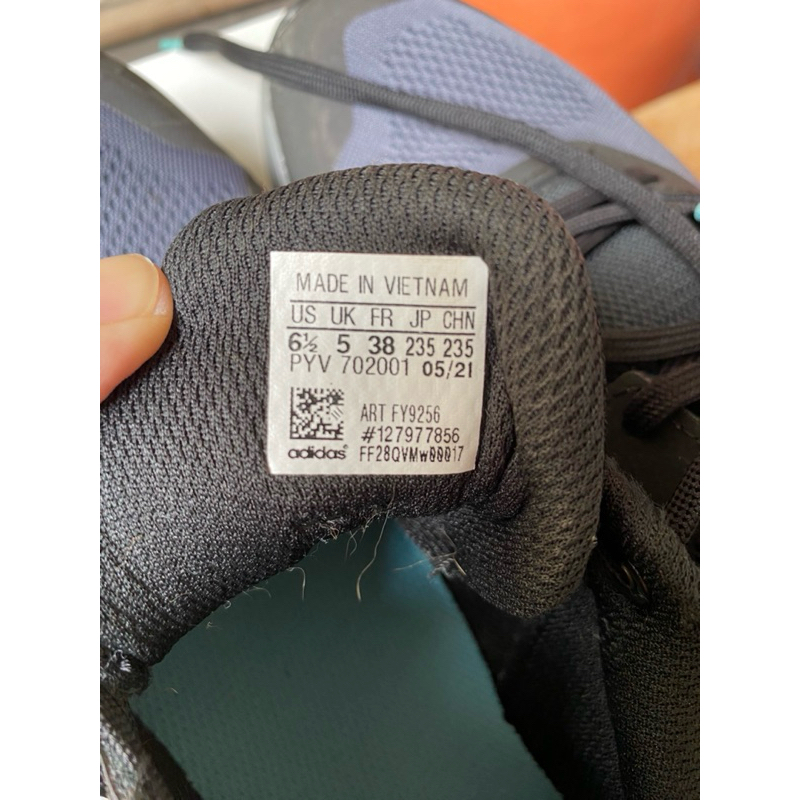 MADE IN VIETNAM
US UK FR JP CHN
6½ 5 38 235 235
PYV 702001 05/21
ART FY9256
#127977856
adidas® FF28QVMw00017